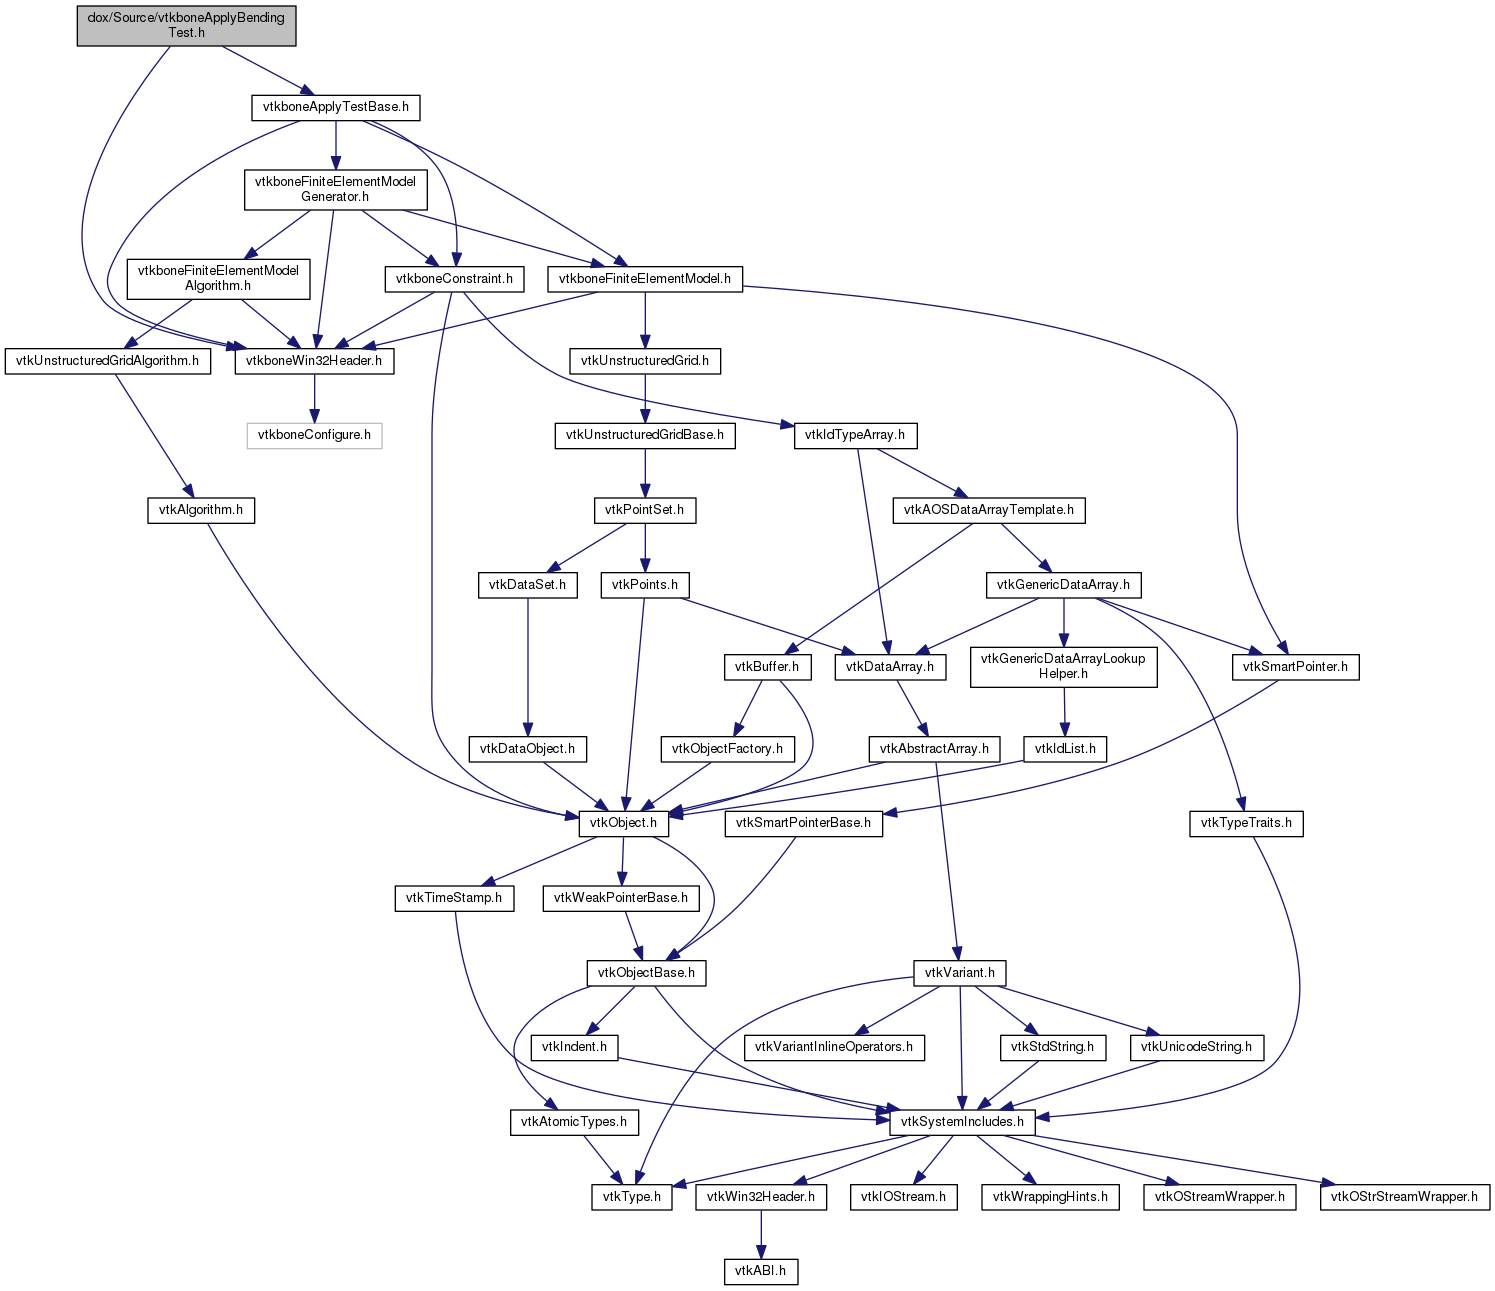 dox/Source/vtkboneApplyBending
Test.h
vtkboneApplyTestBase.h
vtkboneFiniteElementModel
Generator.h
vtkboneFiniteElementModel
Algorithm.h
vtkboneConstraint.h
vtkboneFiniteElementModel.h
vtkUnstructuredGridAlgorithm.h
vtkboneWin32Header.h
vtkUnstructuredGrid.h
vtkboneConfigure.h
vtkUnstructuredGridBase.h
vtkIdTypeArray.h
vtkAlgorithm.h
vtkPointSet.h
vtkAOSDataArrayTemplate.h
vtkDataSet.h
vtkPoints.h
vtkGenericDataArray.h
vtkBuffer.h
vtkDataArray.h
vtkGenericDataArrayLookup
Helper.h
vtkSmartPointer.h
vtkDataObject.h
vtkObjectFactory.h
vtkAbstractArray.h
vtkIdList.h
vtkObject.h
vtkSmartPointerBase.h
vtkTypeTraits.h
vtkTimeStamp.h
vtkWeakPointerBase.h
vtkObjectBase.h
vtkVariant.h
vtkIndent.h
vtkVariantInlineOperators.h
vtkStdString.h
vtkUnicodeString.h
vtkAtomicTypes.h
vtkSystemIncludes.h
vtkType.h
vtkWin32Header.h
vtkIOStream.h
vtkWrappingHints.h
vtkOStreamWrapper.h
vtkOStrStreamWrapper.h
vtkABI.h